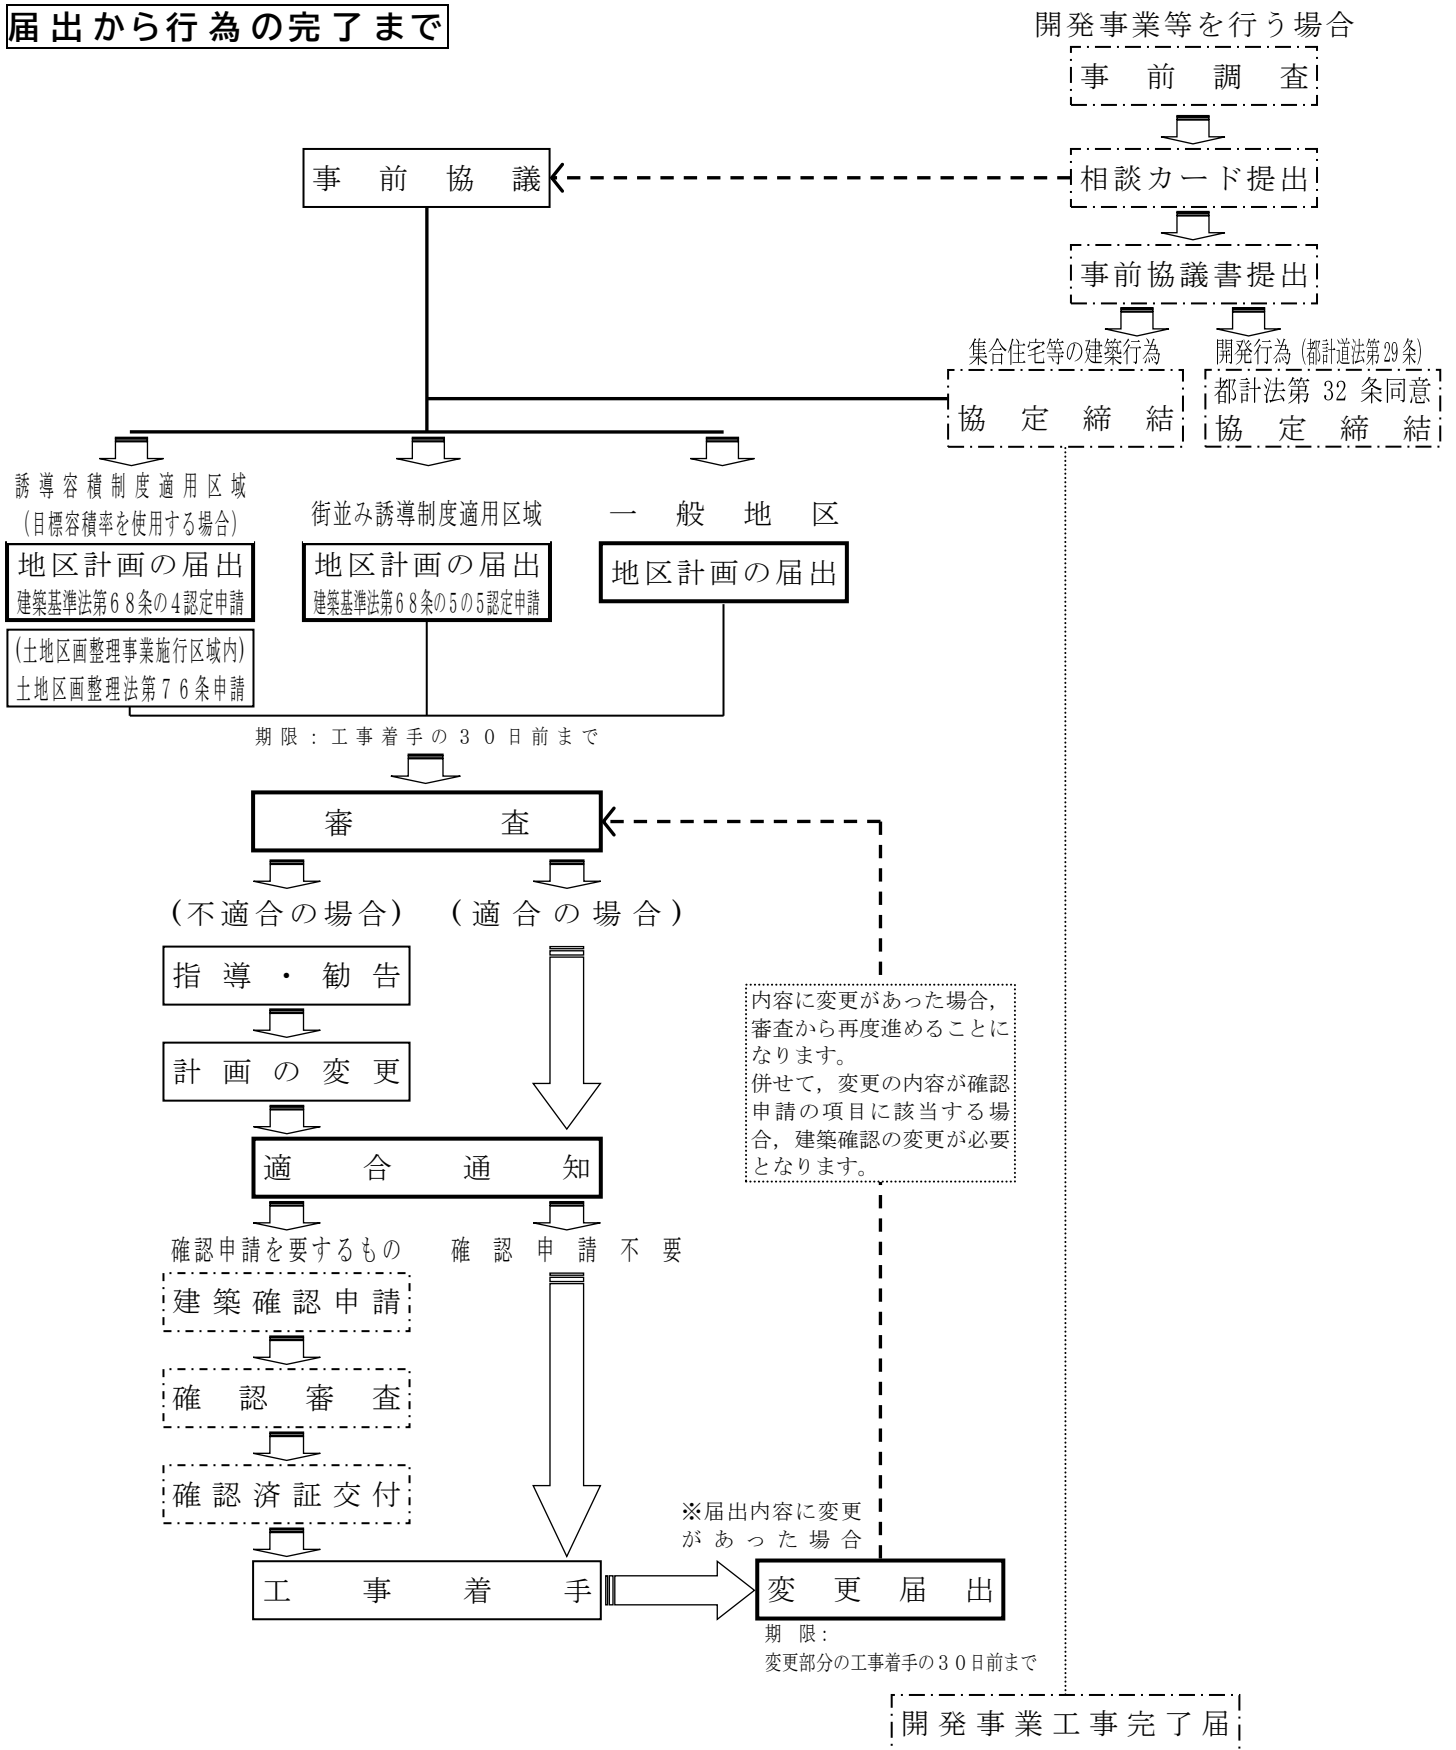 届出から行為の完了まで
開発事業等を行う場合
事前調査
相談カード提出
事前協議
事前協議書提出
集合住宅等の建築行為
開発行為（都計道法第29条）
協定締結
都計法第 32 条同意
協定締結
誘導容積制度適用区域
（目標容積率を使用する場合）
地区計画の届出
建築基準法第６８条の４認定申請
（土地区画整理事業施行区域内）
土地区画整理法第７６条申請
街並み誘導制度適用区域
地区計画の届出
建築基準法第６８条の５の５認定申請
一般地区
地区計画の届出
期限：工事着手の３０日前まで
審査
（不適合の場合）
（適合の場合）
指導・勧告
計画の変更
適合通知
内容に変更があった場合，
審査から再度進めることに
なります。
併せて，変更の内容が確認
申請の項目に該当する場
合，建築確認の変更が必要
となります。
確認申請を要するもの
確認申請不要
建築確認申請
確認審査
確認済証交付
工事着手
※届出内容に変更
があった場合
変更届出
期限：
変更部分の工事着手の３０日前まで
開発事業工事完了届